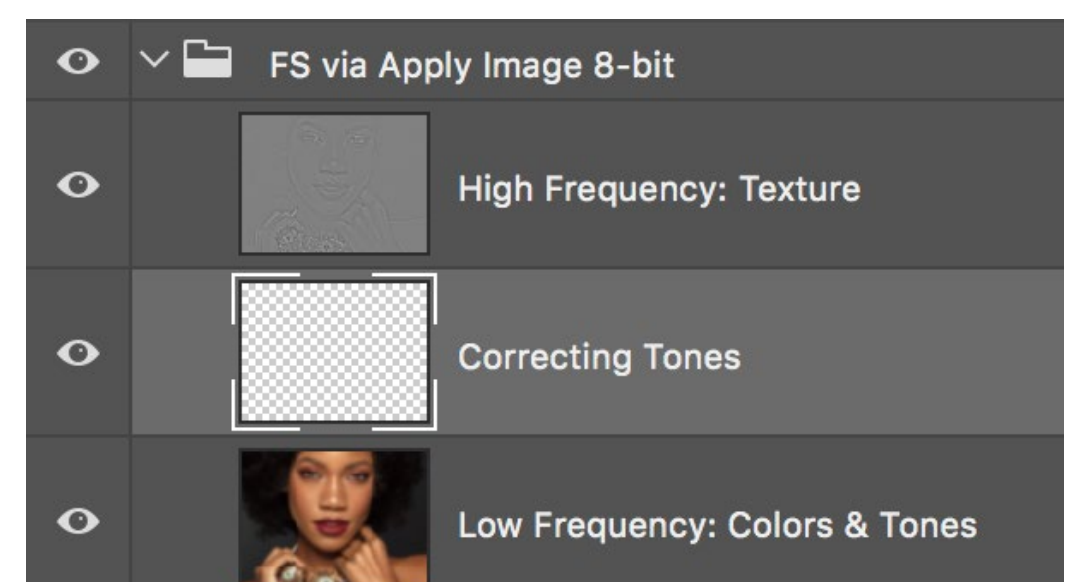 FS via Apply Image 8-bit
High Frequency: Texture
Correcting Tones
Low Frequency: Colors & Tones